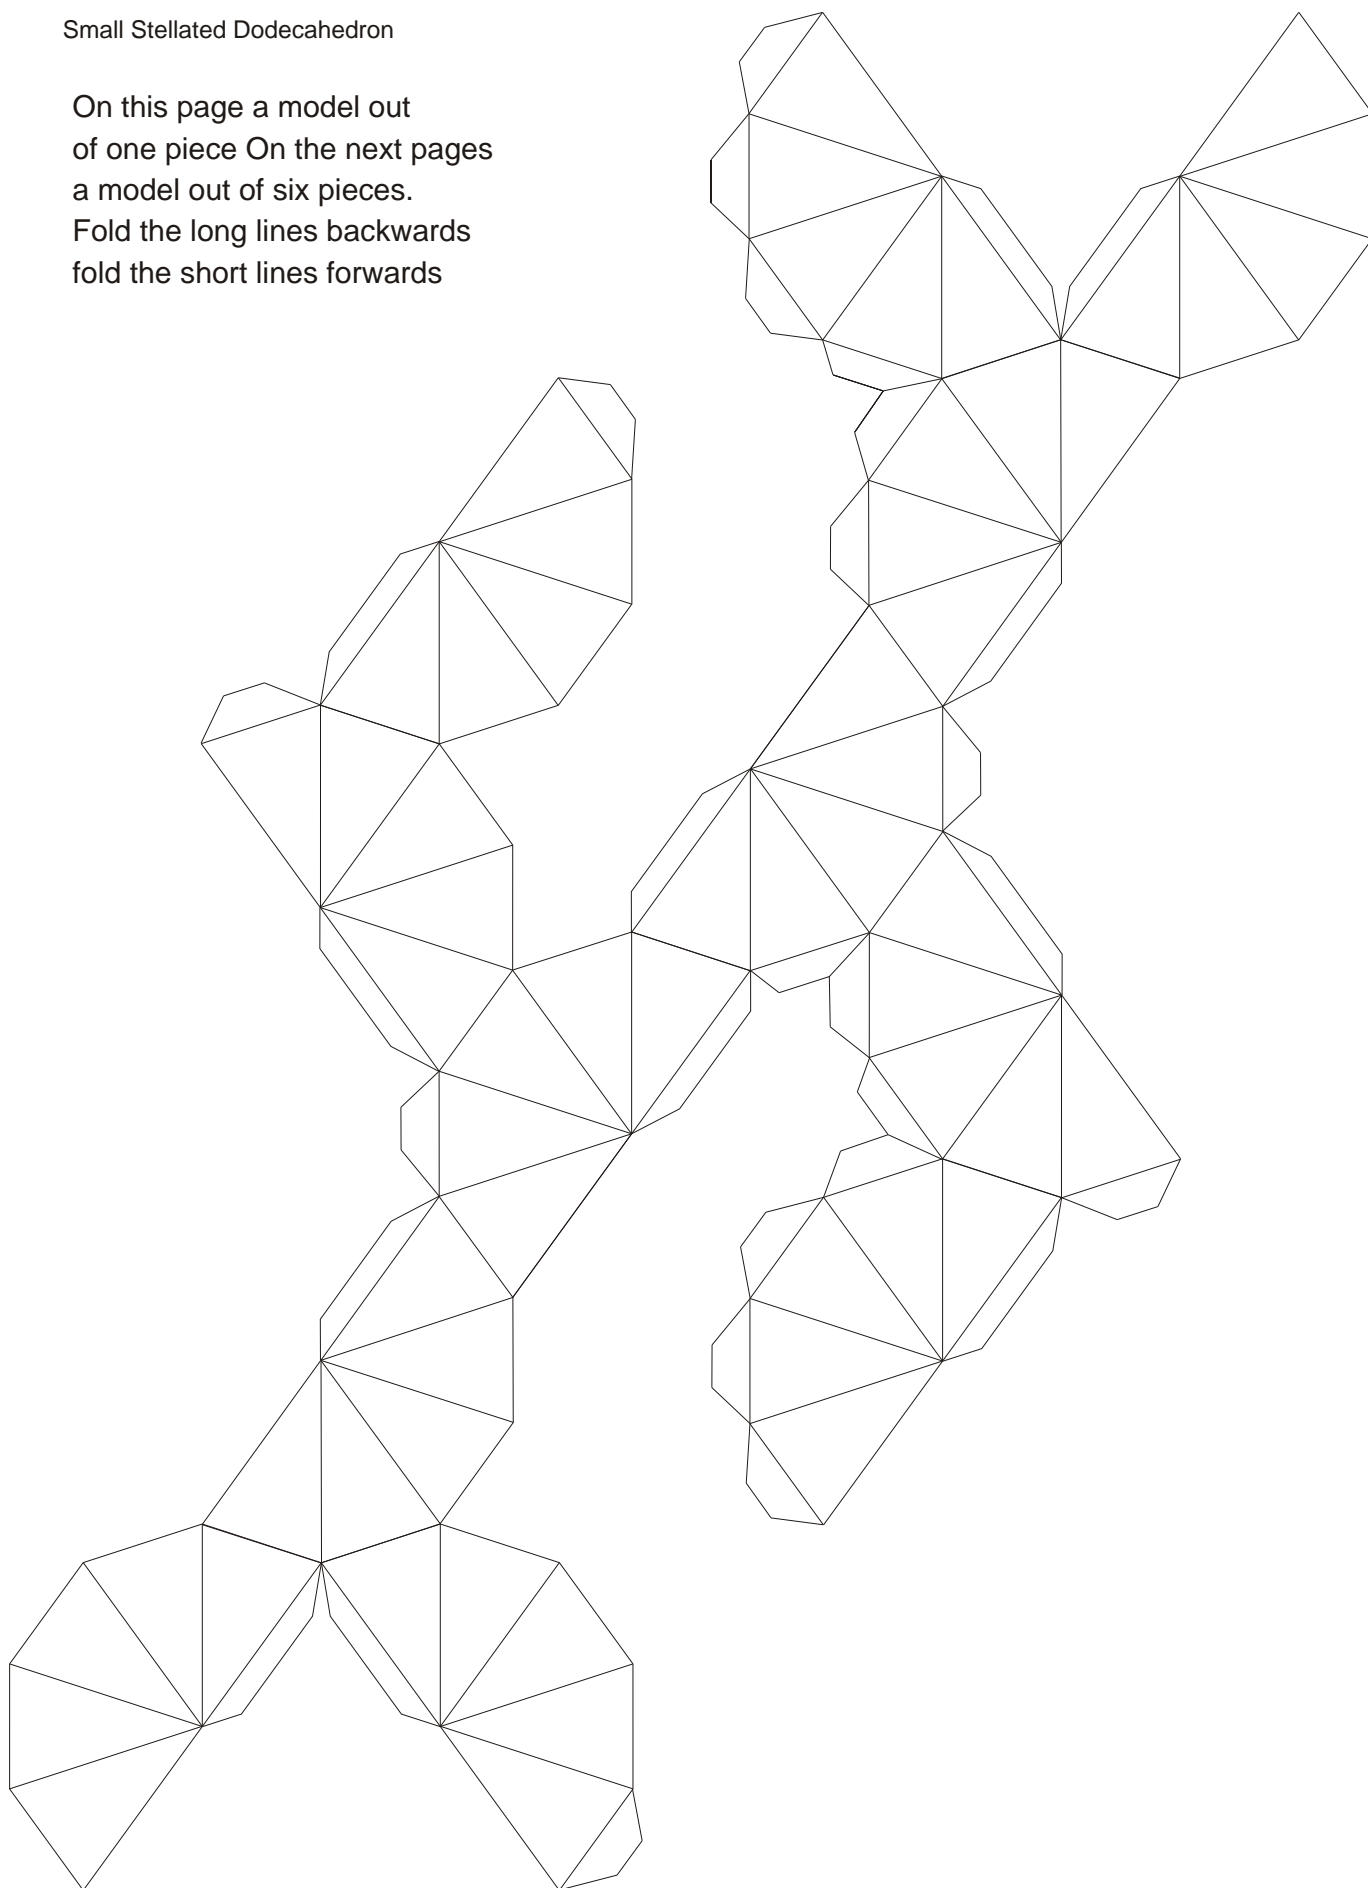 Small Stellated Dodecahedron
On this page a model out
of one piece On the next pages
a model out of six pieces.
Fold the long lines backwards
fold the short lines forwards